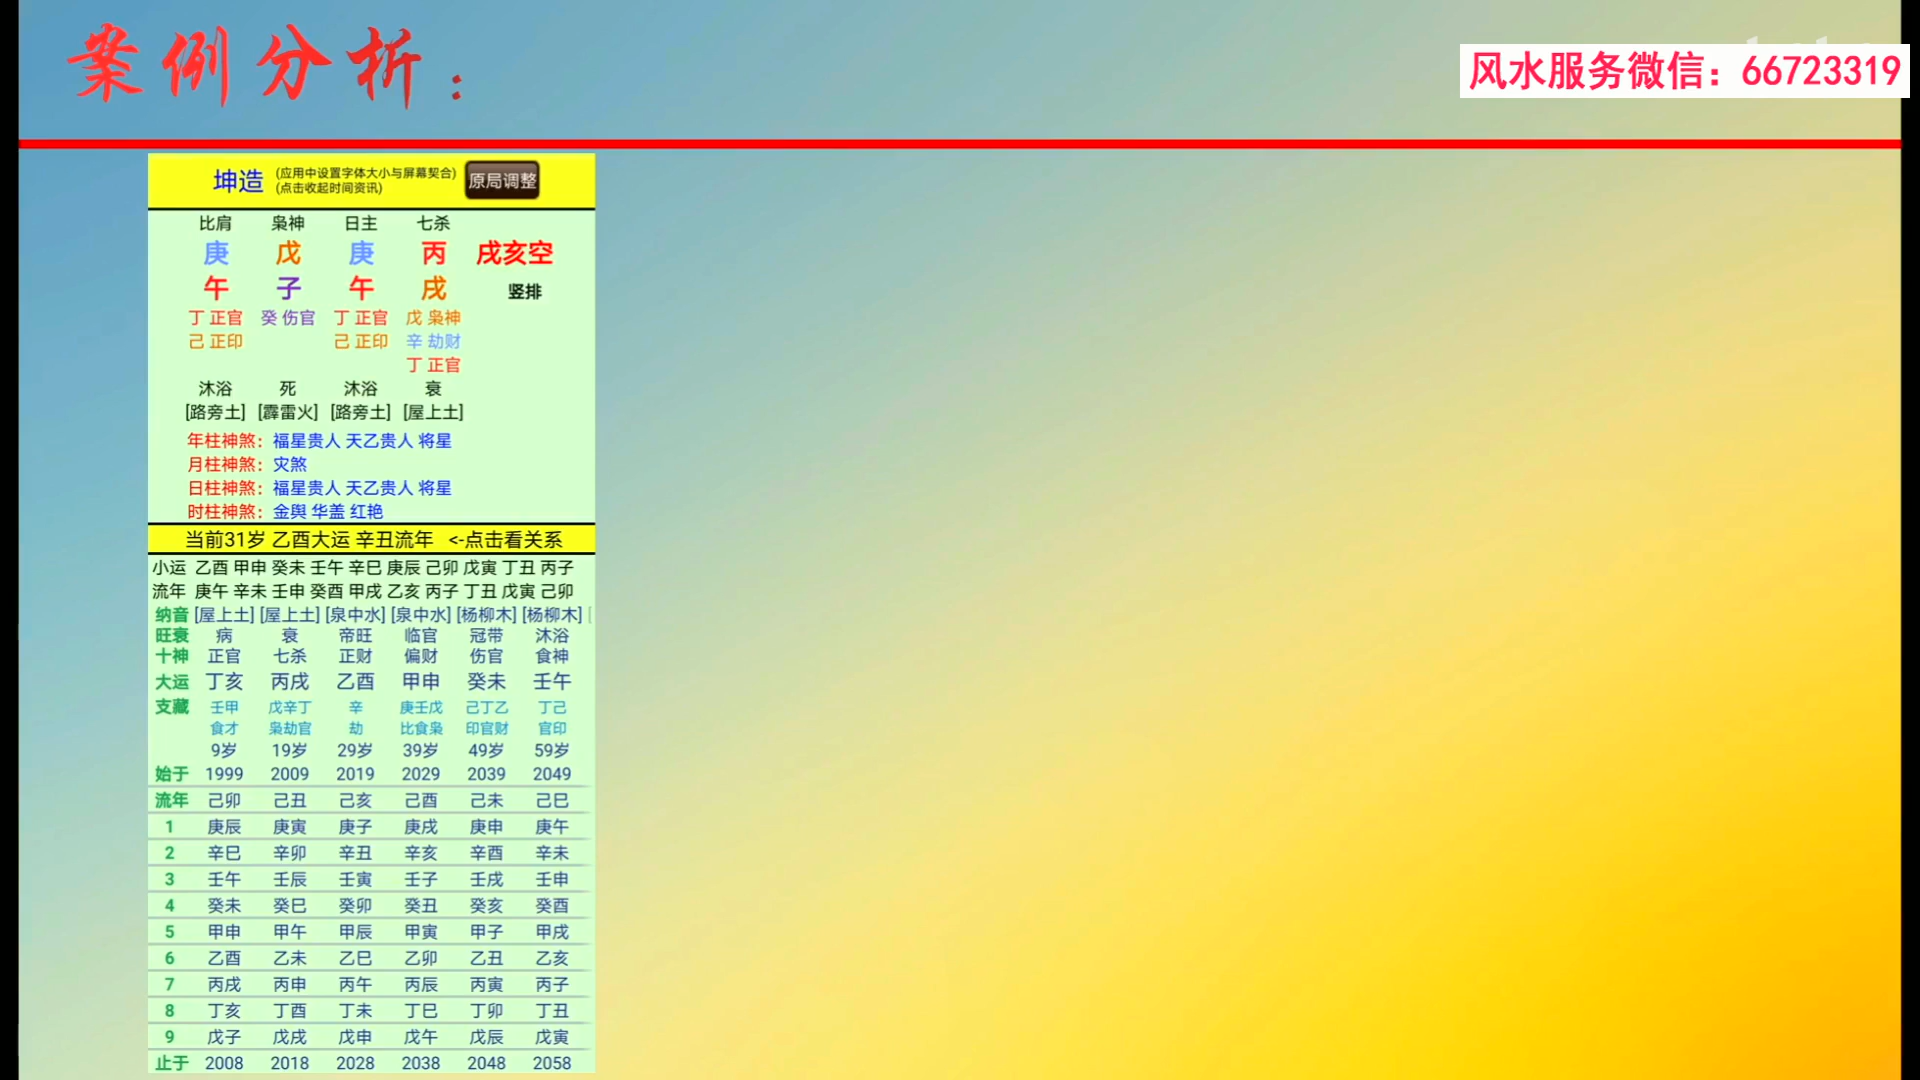 案例分析：
风水服务微信：66723319
坤造 (应用中设置字体大小与屏幕契合) 原局调整
(点击收起时间资讯)
比肩 枭神 日主 七杀
庚 戊 庚 丙 戌亥空
午 子 午 戌 竖排
丁 正官 癸 伤官 丁 正官 戊 枭神
己 正印 己 正印 辛 劫财
丁 正官
沐浴 死 沐浴 衰
[路旁土] [霹雷火] [路旁土] [屋上土]
年柱神煞：福星贵人 天乙贵人 将星
月柱神煞：灾煞
日柱神煞：福星贵人 天乙贵人 将星
时柱神煞：金舆 华盖 红艳
当前31岁 乙酉大运 辛丑流年 <-点击看关系
小运 乙酉 甲申 癸未 壬午 辛巳 庚辰 己卯 戊寅 丁丑 丙子
流年 庚午 辛未 壬申 癸酉 甲戌 乙亥 丙子 丁丑 戊寅 己卯
纳音 [屋上土] [屋上土] [泉中水] [泉中水] [杨柳木] [杨柳木] [
旺衰 病 衰 帝旺 临官 冠带 沐浴
十神 正官 七杀 正财 偏财 伤官 食神
大运 丁亥 丙戌 乙酉 甲申 癸未 壬午
支藏 壬甲 戊辛丁 辛 庚壬戊 己丁乙 丁己
食才 枭劫官 劫 比食枭 印官财 官印
9岁 19岁 29岁 39岁 49岁 59岁
始于 1999 2009 2019 2029 2039 2049
流年 己卯 己丑 己亥 己酉 己未 己巳
1 庚辰 庚寅 庚子 庚戌 庚申 庚午
2 辛巳 辛卯 辛丑 辛亥 辛酉 辛未
3 壬午 壬辰 壬寅 壬子 壬戌 壬申
4 癸未 癸巳 癸卯 癸丑 癸亥 癸酉
5 甲申 甲午 甲辰 甲寅 甲子 甲戌
6 乙酉 乙未 乙巳 乙卯 乙丑 乙亥
7 丙戌 丙申 丙午 丙辰 丙寅 丙子
8 丁亥 丁酉 丁未 丁巳 丁卯 丁丑
9 戊子 戊戌 戊申 戊午 戊辰 戊寅
止于 2008 2018 2028 2038 2048 2058